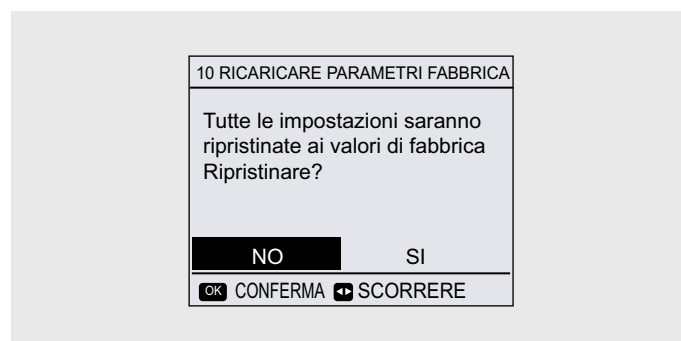 10 RICARICARE PARAMETRI FABBRICA
Tutte le impostazioni saranno
ripristinate ai valori di fabbrica
Ripristinare?
NO SI
OK CONFERMA SCORRERE